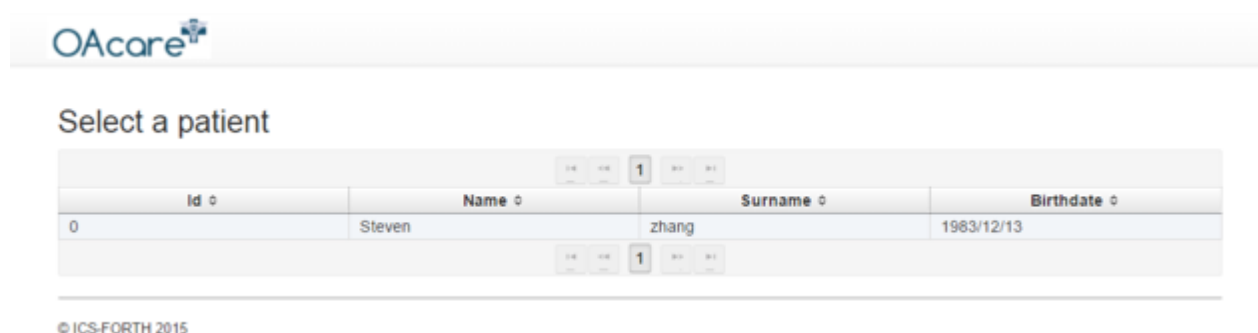 OAcare
Select a patient
1
Id Name Surname Birthdate
0 Steven zhang 1983/12/13
1
© ICS-FORTH 2015